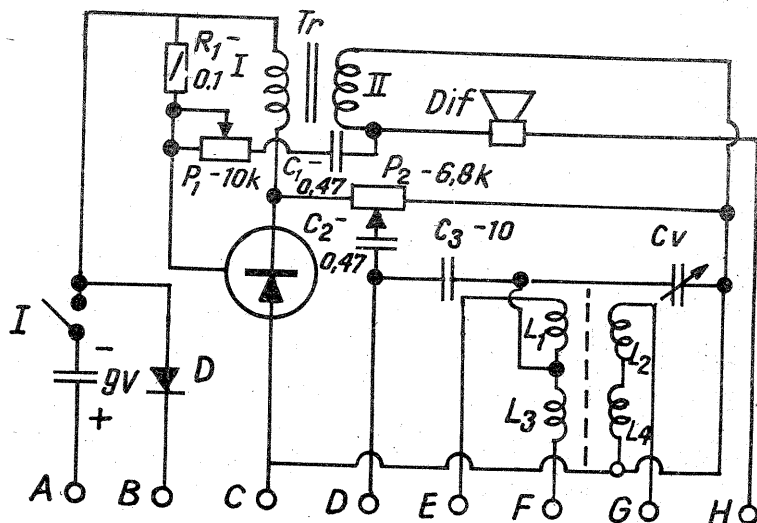 Tr
R₁-
0.1
I
II
Dif
P₁-10k
C₁-
0,47
P₂-6,8k
C₂-
0,47
C₃-10
Cv
I
-
9V
+
D
L₁
L₂
L₃
L₄
A
B
C
D
E
F
G
H